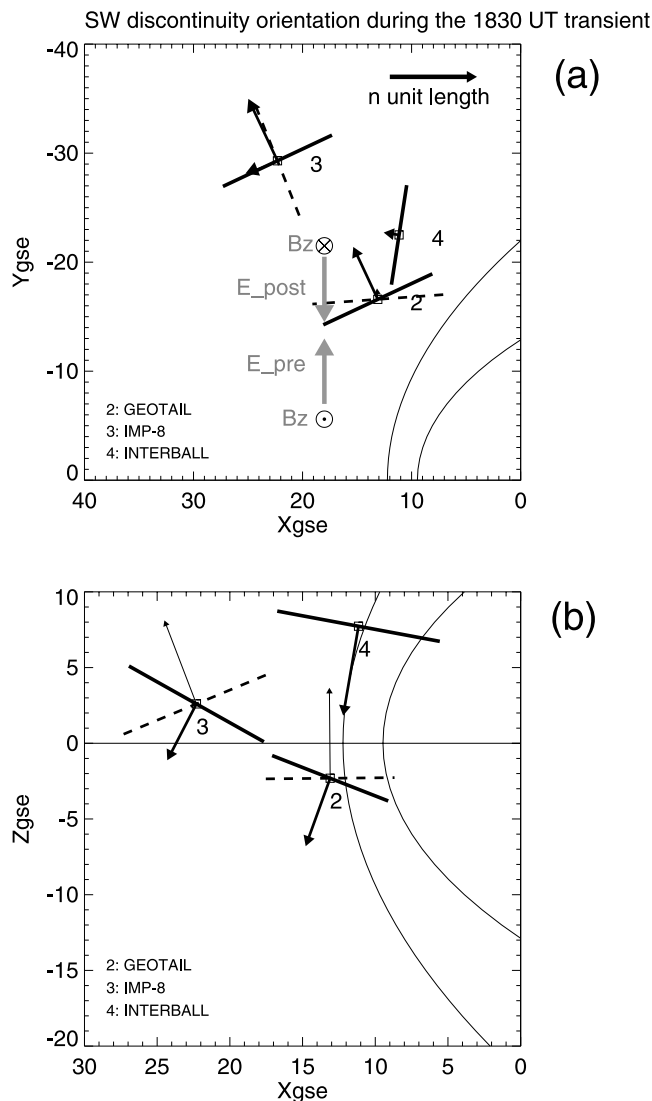 SW discontinuity orientation during the 1830 UT transient
(a)
-40
-30
-20
-10
0
Ygse
n unit length
3
4
Bz
E_post
2
E_pre
Bz
2: GEOTAIL
3: IMP-8
4: INTERBALL
40 30 20 10 0
Xgse
(b)
10
5
0
-5
-10
-15
-20
Zgse
4
3
2
2: GEOTAIL
3: IMP-8
4: INTERBALL
30 25 20 15 10 5 0
Xgse